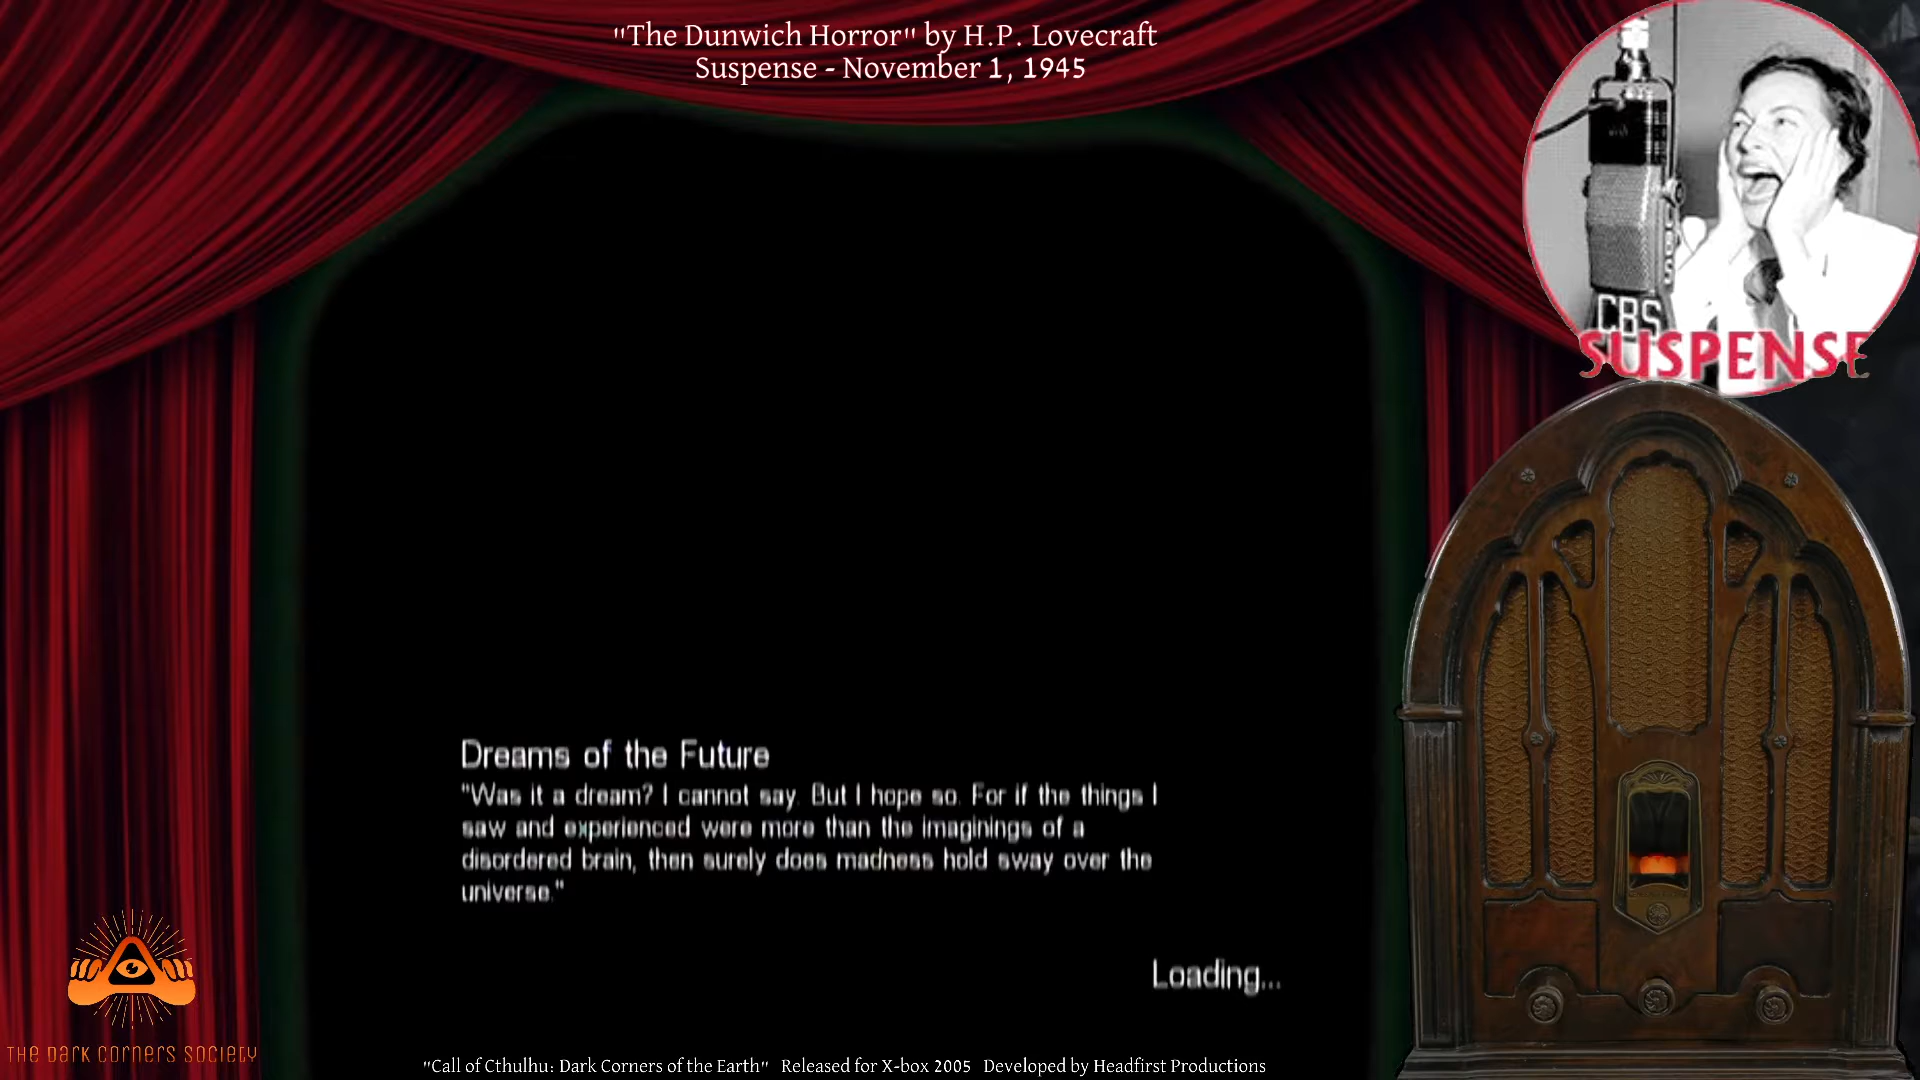 "The Dunwich Horror" by H.P. Lovecraft
Suspense - November 1, 1945
CBS
CBS
SUSPENSE
Dreams of the Future
"Was it a dream? I cannot say. But I hope so. For if the things I
saw and experienced were more than the imaginings of a
disordered brain, then surely does madness hold sway over the
universe."
Loading...
THE DARK CORNERS SOCIETY
"Call of Cthulhu: Dark Corners of the Earth" Released for X-box 2005 Developed by Headfirst Productions